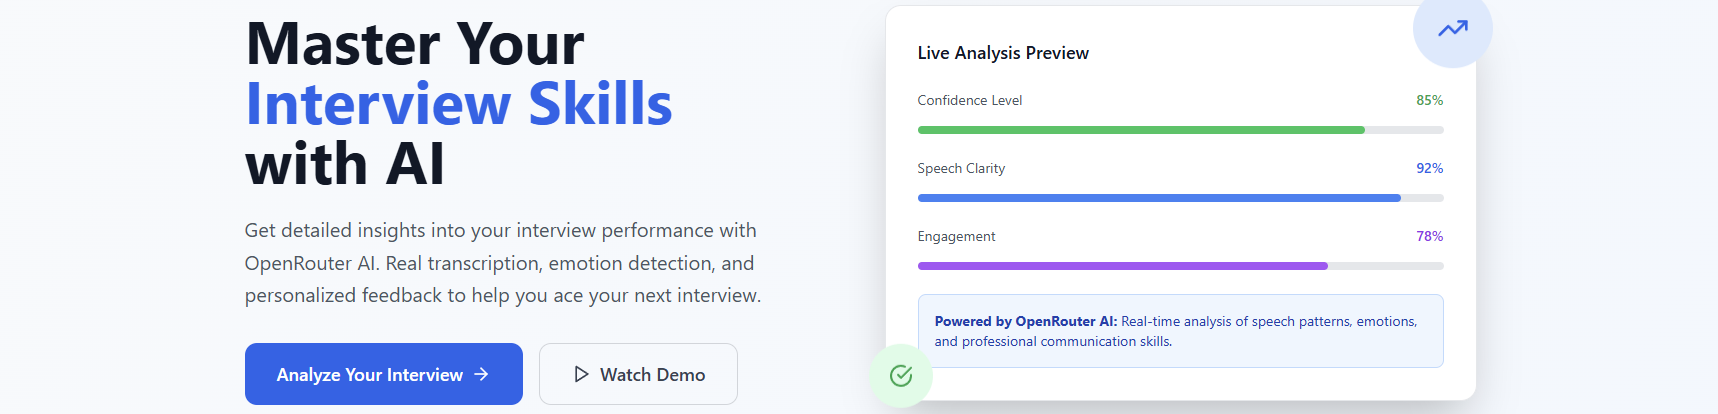 Master Your
Interview Skills
with AI
Get detailed insights into your interview performance with
OpenRouter AI. Real transcription, emotion detection, and
personalized feedback to help you ace your next interview.
Analyze Your Interview
Watch Demo
Live Analysis Preview
Confidence Level 85%
Speech Clarity 92%
Engagement 78%
Powered by OpenRouter AI: Real-time analysis of speech patterns, emotions,
and professional communication skills.